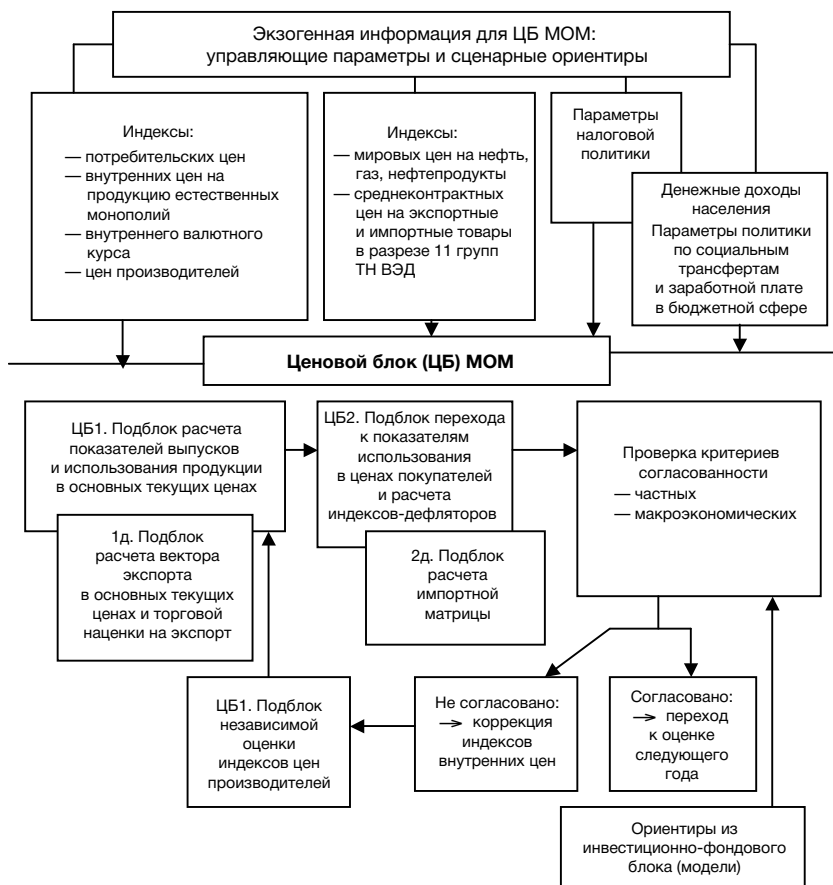 Экзогенная информация для ЦБ МОМ:
управляющие параметры и сценарные ориентиры
Индексы:
— потребительских цен
— внутренних цен на
продукцию естественных
монополий
— внутреннего валютного
курса
— цен производителей
Индексы:
— мировых цен на нефть,
газ, нефтепродукты
— среднеконтрактных
цен на экспортные
и импортные товары
в разрезе 11 групп
ТН ВЭД
Параметры
налоговой
политики
Денежные доходы
населения
Параметры политики
по социальным
трансфертам
и заработной плате
в бюджетной сфере
Ценовой блок (ЦБ) МОМ
ЦБ1. Подблок расчета
показателей выпусков
и использования продукции
в основных текущих ценах
1д. Подблок
расчета вектора
экспорта
в основных текущих
ценах и торговой
наценки на экспорт
ЦБ2. Подблок перехода
к показателям
использования
в ценах покупателей
и расчета
индексов-дефляторов
2д. Подблок
расчета
импортной
матрицы
Проверка критериев
согласованности
— частных
— макроэкономических
ЦБ1. Подблок
независимой
оценки
индексов цен
производителей
Не согласовано:
→ коррекция
индексов
внутренних цен
Согласовано:
→ переход
к оценке
следующего
года
Ориентиры из
инвестиционно-фондового
блока (модели)